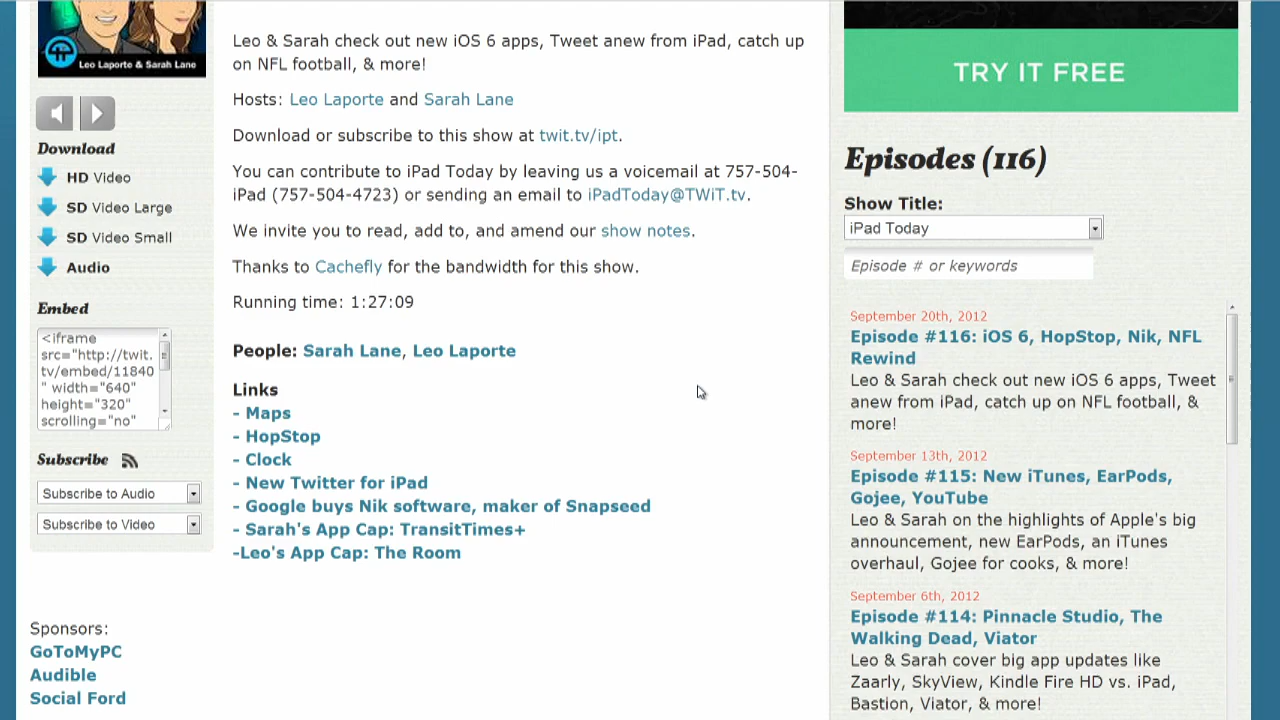 Leo Laporte & Sarah Lane
Download
HD Video
SD Video Large
SD Video Small
Audio
Embed
<iframe
src="http://twit.
tv/embed/11840
" width="640"
height="320"
scrolling="no"
Subscribe
Subscribe to Audio
Subscribe to Video
Leo & Sarah check out new iOS 6 apps, Tweet anew from iPad, catch up
on NFL football, & more!
Hosts: Leo Laporte and Sarah Lane
Download or subscribe to this show at twit.tv/ipt.
You can contribute to iPad Today by leaving us a voicemail at 757-504-
iPad (757-504-4723) or sending an email to iPadToday@TWiT.tv.
We invite you to read, add to, and amend our show notes.
Thanks to Cachefly for the bandwidth for this show.
Running time: 1:27:09
People: Sarah Lane, Leo Laporte
Links
- Maps
- HopStop
- Clock
- New Twitter for iPad
- Google buys Nik software, maker of Snapseed
- Sarah's App Cap: TransitTimes+
-Leo's App Cap: The Room
Sponsors:
GoToMyPC
Audible
Social Ford
TRY IT FREE
Episodes (116)
Show Title:
iPad Today
Episode # or keywords
September 20th, 2012
Episode #116: iOS 6, HopStop, Nik, NFL
Rewind
Leo & Sarah check out new iOS 6 apps, Tweet
anew from iPad, catch up on NFL football, &
more!
September 13th, 2012
Episode #115: New iTunes, EarPods,
Gojee, YouTube
Leo & Sarah on the highlights of Apple's big
announcement, new EarPods, an iTunes
overhaul, Gojee for cooks, & more!
September 6th, 2012
Episode #114: Pinnacle Studio, The
Walking Dead, Viator
Leo & Sarah cover big app updates like
Zaarly, SkyView, Kindle Fire HD vs. iPad,
Bastion, Viator, & more!